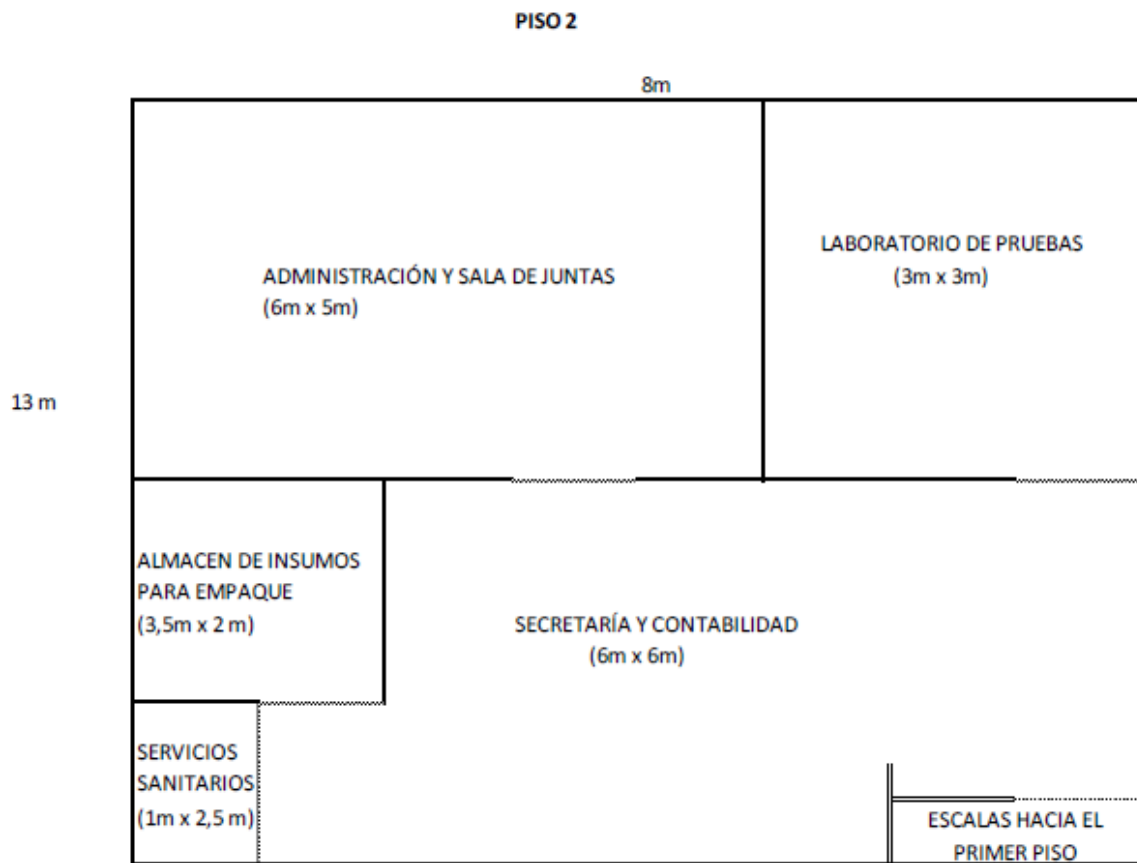 PISO 2
8m
LABORATORIO DE PRUEBAS
(3m x 3m)
ADMINISTRACIÓN Y SALA DE JUNTAS
(6m x 5m)
13 m
ALMACEN DE INSUMOS
PARA EMPAQUE
(3,5m x 2 m)
SECRETARÍA Y CONTABILIDAD
(6m x 6m)
SERVICIOS
SANITARIOS
(1m x 2,5 m)
ESCALAS HACIA EL
PRIMER PISO